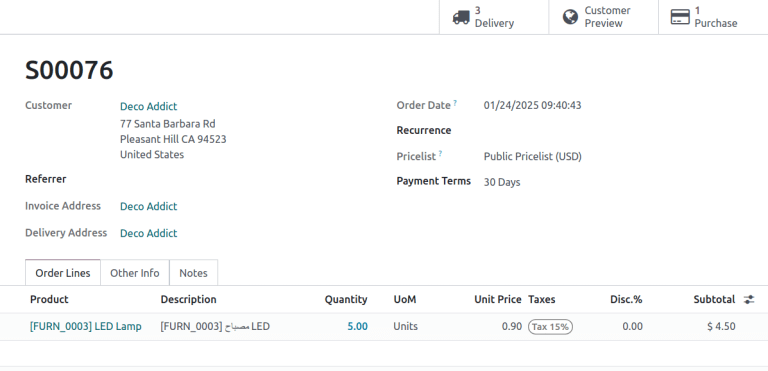 3
Delivery
Customer
Preview
1
Purchase
S00076
Customer
Deco Addict
77 Santa Barbara Rd
Pleasant Hill CA 94523
United States
Order Date ?
01/24/2025 09:40:43
Recurrence
Pricelist ?
Public Pricelist (USD)
Payment Terms
30 Days
Referrer
Invoice Address
Deco Addict
Delivery Address
Deco Addict
Order Lines Other Info Notes
Product Description Quantity UoM Unit Price Taxes Disc.% Subtotal
[FURN_0003] LED Lamp [FURN_0003] مصباح LED 5.00 Units 0.90 Tax 15% 0.00 $ 4.50